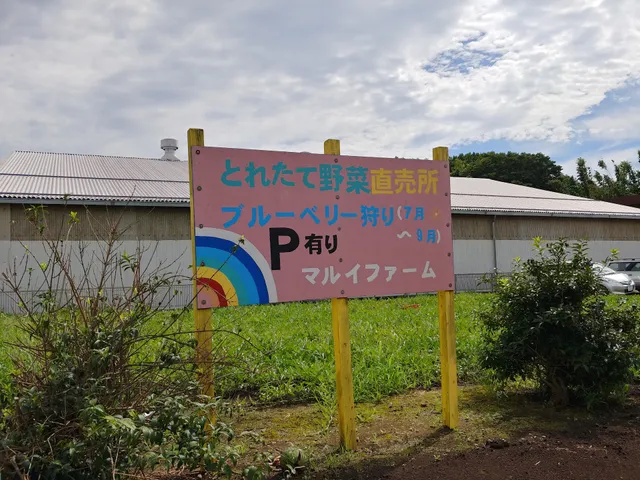 とれたて野菜直売所
ブルーベリー狩り(7月
～9月)
P有り
マルイファーム